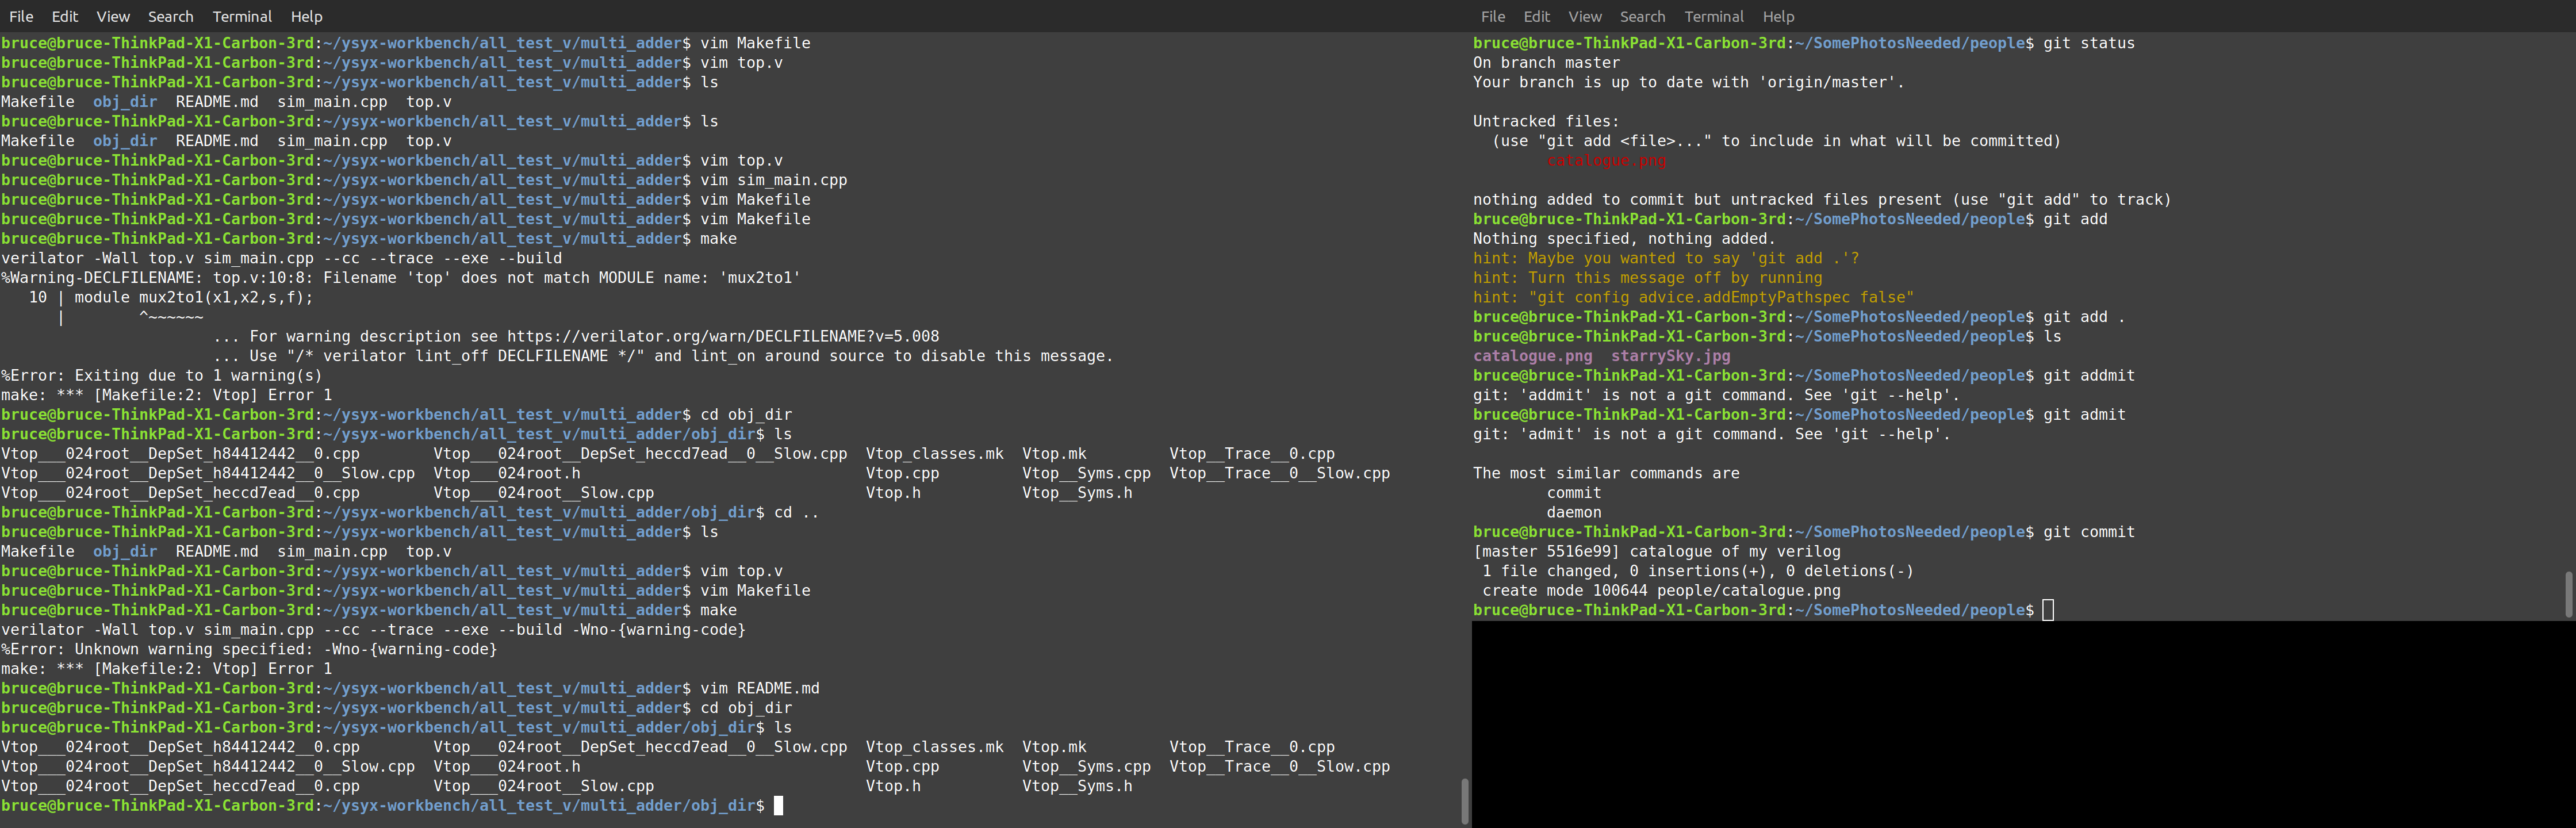 File Edit View Search Terminal Help
bruce@bruce-ThinkPad-X1-Carbon-3rd:~/ysyx-workbench/all_test_v/multi_adder$ vim Makefile
bruce@bruce-ThinkPad-X1-Carbon-3rd:~/ysyx-workbench/all_test_v/multi_adder$ vim top.v
bruce@bruce-ThinkPad-X1-Carbon-3rd:~/ysyx-workbench/all_test_v/multi_adder$ ls
Makefile  obj_dir  README.md  sim_main.cpp  top.v
bruce@bruce-ThinkPad-X1-Carbon-3rd:~/ysyx-workbench/all_test_v/multi_adder$ ls
Makefile  obj_dir  README.md  sim_main.cpp  top.v
bruce@bruce-ThinkPad-X1-Carbon-3rd:~/ysyx-workbench/all_test_v/multi_adder$ vim top.v
bruce@bruce-ThinkPad-X1-Carbon-3rd:~/ysyx-workbench/all_test_v/multi_adder$ vim sim_main.cpp
bruce@bruce-ThinkPad-X1-Carbon-3rd:~/ysyx-workbench/all_test_v/multi_adder$ vim Makefile
bruce@bruce-ThinkPad-X1-Carbon-3rd:~/ysyx-workbench/all_test_v/multi_adder$ vim Makefile
bruce@bruce-ThinkPad-X1-Carbon-3rd:~/ysyx-workbench/all_test_v/multi_adder$ make
verilator -Wall top.v sim_main.cpp --cc --trace --exe --build
%Warning-DECLFILENAME: top.v:10:8: Filename 'top' does not match MODULE name: 'mux2to1'
   10 | module mux2to1(x1,x2,s,f);
      |        ^~~~~~~
                       ... For warning description see https://verilator.org/warn/DECLFILENAME?v=5.008
                       ... Use "/* verilator lint_off DECLFILENAME */" and lint_on around source to disable this message.
%Error: Exiting due to 1 warning(s)
make: *** [Makefile:2: Vtop] Error 1
bruce@bruce-ThinkPad-X1-Carbon-3rd:~/ysyx-workbench/all_test_v/multi_adder$ cd obj_dir
bruce@bruce-ThinkPad-X1-Carbon-3rd:~/ysyx-workbench/all_test_v/multi_adder/obj_dir$ ls
Vtop___024root__DepSet_h84412442__0.cpp        Vtop___024root__DepSet_heccd7ead__0__Slow.cpp  Vtop_classes.mk  Vtop.mk         Vtop__Trace__0.cpp
Vtop___024root__DepSet_h84412442__0__Slow.cpp  Vtop___024root.h                               Vtop.cpp         Vtop__Syms.cpp  Vtop__Trace__0__Slow.cpp
Vtop___024root__DepSet_heccd7ead__0.cpp        Vtop___024root__Slow.cpp                       Vtop.h           Vtop__Syms.h
bruce@bruce-ThinkPad-X1-Carbon-3rd:~/ysyx-workbench/all_test_v/multi_adder/obj_dir$ cd ..
bruce@bruce-ThinkPad-X1-Carbon-3rd:~/ysyx-workbench/all_test_v/multi_adder$ ls
Makefile  obj_dir  README.md  sim_main.cpp  top.v
bruce@bruce-ThinkPad-X1-Carbon-3rd:~/ysyx-workbench/all_test_v/multi_adder$ vim top.v
bruce@bruce-ThinkPad-X1-Carbon-3rd:~/ysyx-workbench/all_test_v/multi_adder$ vim Makefile
bruce@bruce-ThinkPad-X1-Carbon-3rd:~/ysyx-workbench/all_test_v/multi_adder$ make
verilator -Wall top.v sim_main.cpp --cc --trace --exe --build -Wno-{warning-code}
%Error: Unknown warning specified: -Wno-{warning-code}
make: *** [Makefile:2: Vtop] Error 1
bruce@bruce-ThinkPad-X1-Carbon-3rd:~/ysyx-workbench/all_test_v/multi_adder$ vim README.md
bruce@bruce-ThinkPad-X1-Carbon-3rd:~/ysyx-workbench/all_test_v/multi_adder$ cd obj_dir
bruce@bruce-ThinkPad-X1-Carbon-3rd:~/ysyx-workbench/all_test_v/multi_adder/obj_dir$ ls
Vtop___024root__DepSet_h84412442__0.cpp        Vtop___024root__DepSet_heccd7ead__0__Slow.cpp  Vtop_classes.mk  Vtop.mk         Vtop__Trace__0.cpp
Vtop___024root__DepSet_h84412442__0__Slow.cpp  Vtop___024root.h                               Vtop.cpp         Vtop__Syms.cpp  Vtop__Trace__0__Slow.cpp
Vtop___024root__DepSet_heccd7ead__0.cpp        Vtop___024root__Slow.cpp                       Vtop.h           Vtop__Syms.h
bruce@bruce-ThinkPad-X1-Carbon-3rd:~/ysyx-workbench/all_test_v/multi_adder/obj_dir$
File Edit View Search Terminal Help
bruce@bruce-ThinkPad-X1-Carbon-3rd:~/SomePhotosNeeded/people$ git status
On branch master
Your branch is up to date with 'origin/master'.
Untracked files:
  (use "git add <file>..." to include in what will be committed)
        catalogue.png
nothing added to commit but untracked files present (use "git add" to track)
bruce@bruce-ThinkPad-X1-Carbon-3rd:~/SomePhotosNeeded/people$ git add
Nothing specified, nothing added.
hint: Maybe you wanted to say 'git add .'?
hint: Turn this message off by running
hint: "git config advice.addEmptyPathspec false"
bruce@bruce-ThinkPad-X1-Carbon-3rd:~/SomePhotosNeeded/people$ git add .
bruce@bruce-ThinkPad-X1-Carbon-3rd:~/SomePhotosNeeded/people$ ls
catalogue.png  starrySky.jpg
bruce@bruce-ThinkPad-X1-Carbon-3rd:~/SomePhotosNeeded/people$ git addmit
git: 'addmit' is not a git command. See 'git --help'.
bruce@bruce-ThinkPad-X1-Carbon-3rd:~/SomePhotosNeeded/people$ git admit
git: 'admit' is not a git command. See 'git --help'.
The most similar commands are
        commit
        daemon
bruce@bruce-ThinkPad-X1-Carbon-3rd:~/SomePhotosNeeded/people$ git commit
[master 5516e99] catalogue of my verilog
 1 file changed, 0 insertions(+), 0 deletions(-)
 create mode 100644 people/catalogue.png
bruce@bruce-ThinkPad-X1-Carbon-3rd:~/SomePhotosNeeded/people$